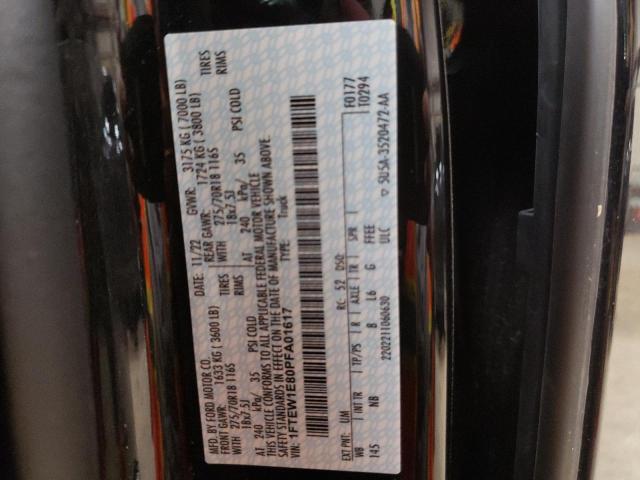 MFD. BY FORD MOTOR CO.
DATE: 11/22 GVWR: 3175 KG ( 7000 LB)
FRONT GAWR: 1633 KG ( 3600 LB) REAR GAWR: 1724 KG ( 3800 LB)
WITH 275/70R18 116S TIRES WITH 275/70R18 116S TIRES
18x7.5J RIMS 18x7.5J RIMS
AT 240 kPa/ 35 PSI COLD AT 240 kPa/ 35 PSI COLD
THIS VEHICLE CONFORMS TO ALL APPLICABLE FEDERAL MOTOR VEHICLE
SAFETY STANDARDS IN EFFECT ON THE DATE OF MANUFACTURE SHOWN ABOVE.
VIN: 1FTEW1E80PFA01617 TYPE: Truck
F0177
T0294
EXT PNT: UM RC: 52 DSO:
WB INTTR TP/PS R AXLE TR SPR
145 NB B L6 G FFEE
ULC
2202211060630 5U5A-3520472-AA